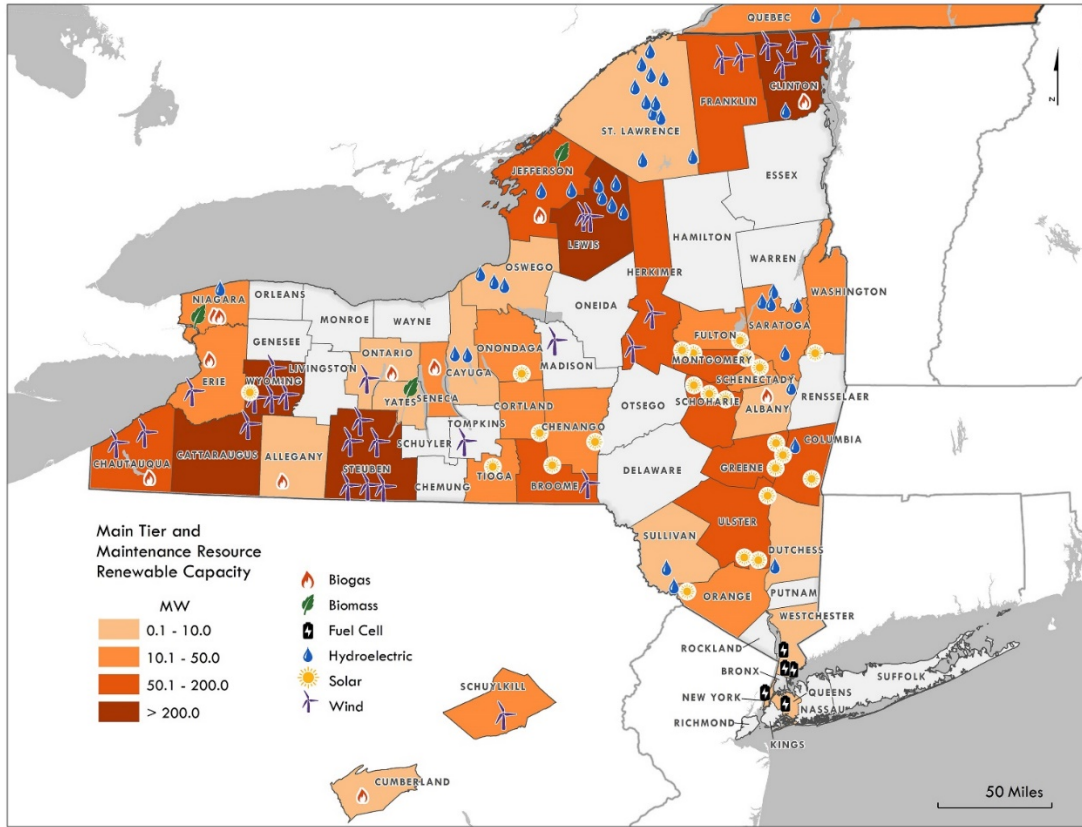 QUEBEC
CLINTON
FRANKLIN
ST. LAWRENCE
ESSEX
JEFFERSON
LEWIS
HAMILTON
HERKIMER
WARREN
WASHINGTON
OSWEGO
ONEIDA
NIAGARA
ORLEANS
MONROE
WAYNE
FULTON
SARATOGA
GENESEE
ONTARIO
ONONDAGA
MADISON
MONTGOMERY
ERIE
WYOMING
LIVINGSTON
YATES
SENECA
CAYUGA
SCHENECTADY
CORTLAND
OTSEGO
SCHOHARIE
ALBANY
RENSSELAER
CHENANGO
TOMPKINS
SCHUYLER
CHAUTAUQUA
CATTARAUGUS
ALLEGANY
STEUBEN
CHEMUNG
TIOGA
BROOME
DELAWARE
GREENE
COLUMBIA
ULSTER
SULLIVAN
DUTCHESS
ORANGE
PUTNAM
WESTCHESTER
ROCKLAND
BRONX
SUFFOLK
NEW YORK
QUEENS
NASSAU
RICHMOND
KINGS
SCHUYLKILL
CUMBERLAND
Main Tier and
Maintenance Resource
Renewable Capacity
MW
0.1 - 10.0
10.1 - 50.0
50.1 - 200.0
> 200.0
Biogas
Biomass
Fuel Cell
Hydroelectric
Solar
Wind
N
50 Miles